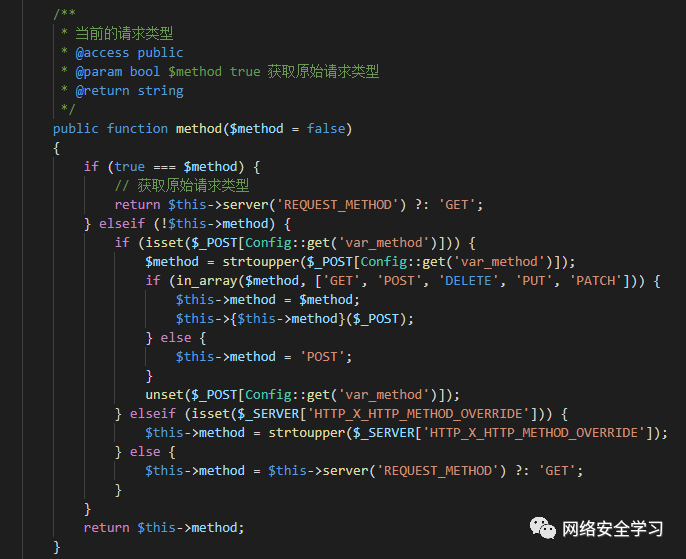 /**
 * 当前的请求类型
 * @access public
 * @param bool $method true 获取原始请求类型
 * @return string
 */
public function method($method = false)
{
    if (true === $method) {
        // 获取原始请求类型
        return $this->server('REQUEST_METHOD') ?: 'GET';
    } elseif (!$this->method) {
        if (isset($_POST[Config::get('var_method')])) {
            $method = strtoupper($_POST[Config::get('var_method')]);
            if (in_array($method, ['GET', 'POST', 'DELETE', 'PUT', 'PATCH'])) {
                $this->method = $method;
                $this->{$this->method}($_POST);
            } else {
                $this->method = 'POST';
            }
            unset($_POST[Config::get('var_method')]);
        } elseif (isset($_SERVER['HTTP_X_HTTP_METHOD_OVERRIDE'])) {
            $this->method = strtoupper($_SERVER['HTTP_X_HTTP_METHOD_OVERRIDE']);
        } else {
            $this->method = $this->server('REQUEST_METHOD') ?: 'GET';
        }
    }
    return $this->method;
}
网络安全学习